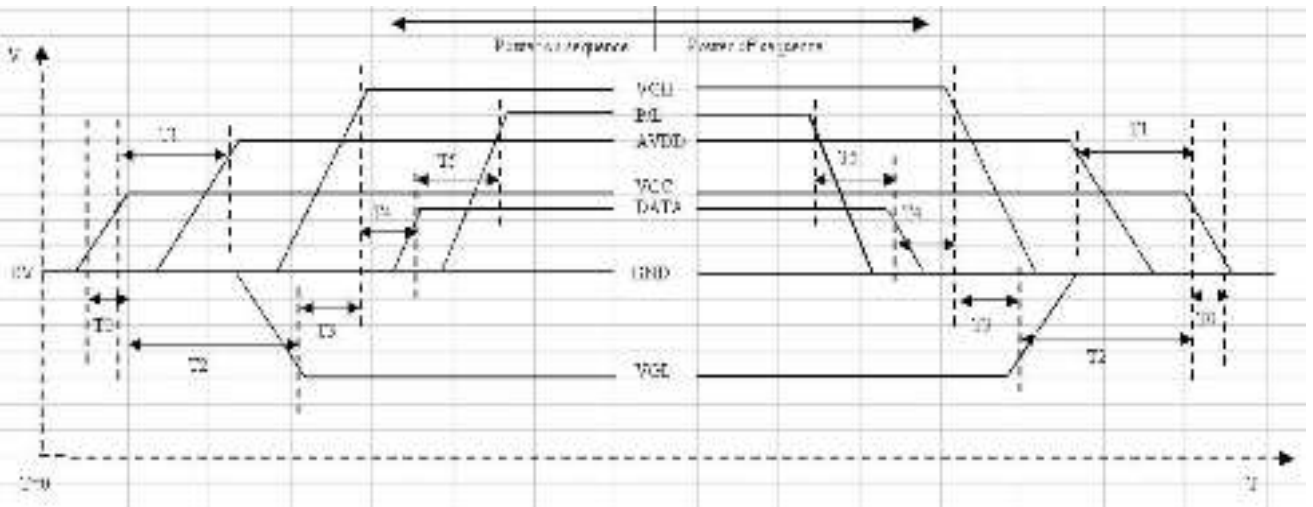 Power on sequence
Power off sequence
V
VGH
B/L
AVDD
T1
T1
T5
T5
VCC
DATA
T4
T4
0V
GND
T0
T3
T3
T0
T2
T2
VGL
T=0
T